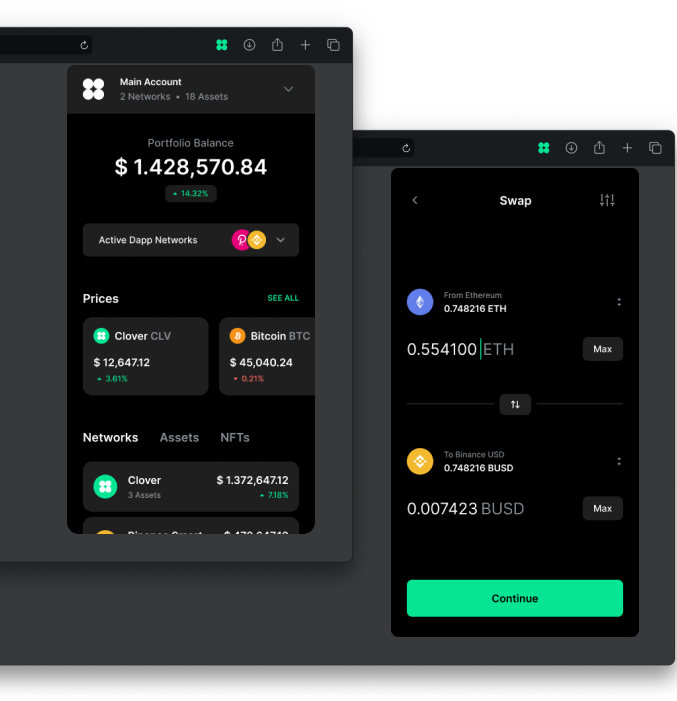 Main Account
2 Networks • 18 Assets
Portfolio Balance
$ 1.428,570.84
14.32%
Active Dapp Networks
Prices
SEE ALL
Clover CLV
$ 12,647.12
3.61%
Bitcoin BTC
$ 45,040.24
0.21%
Networks Assets NFTs
Clover
3 Assets
$ 1.372,647.12
7.18%
Swap
From Ethereum
0.748216 ETH
0.554100 ETH
Max
To Binance USD
0.748216 BUSD
0.007423 BUSD
Max
Continue